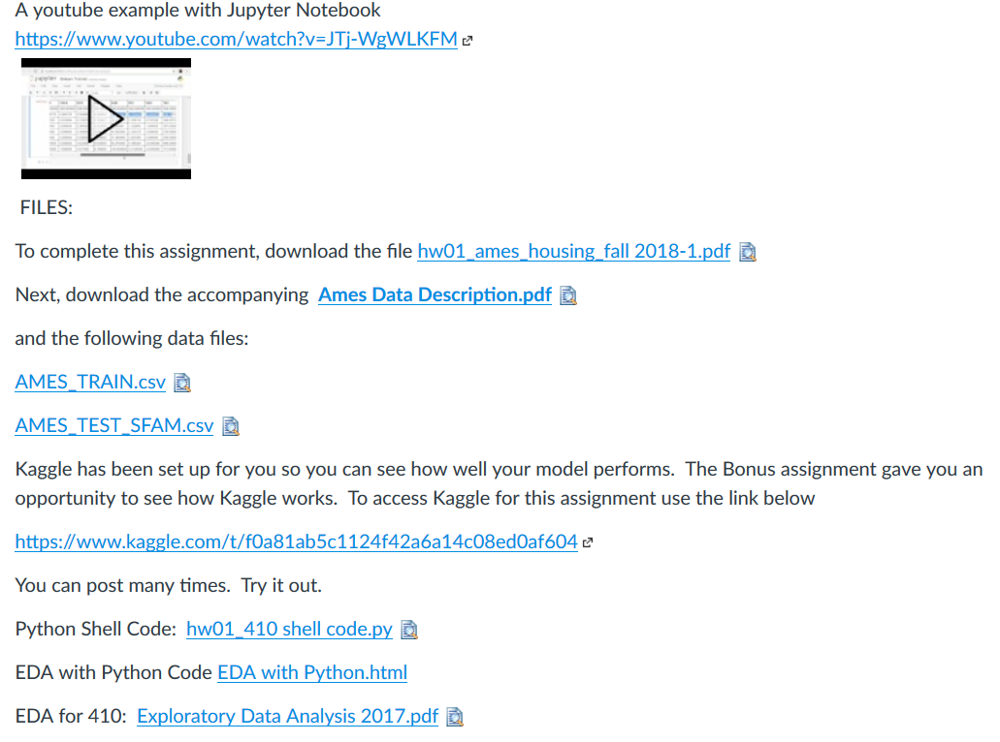 A youtube example with Jupyter Notebook
https://www.youtube.com/watch?v=JTj-WgWLKFM
FILES:
To complete this assignment, download the file hw01_ames_housing_fall 2018-1.pdf
Next, download the accompanying Ames Data Description.pdf
and the following data files:
AMES_TRAIN.csv
AMES_TEST_SFAM.csv
Kaggle has been set up for you so you can see how well your model performs. The Bonus assignment gave you an
opportunity to see how Kaggle works. To access Kaggle for this assignment use the link below
https://www.kaggle.com/t/f0a81ab5c1124f42a6a14c08ed0af604
You can post many times. Try it out.
Python Shell Code: hw01_410 shell code.py
EDA with Python Code EDA with Python.html
EDA for 410: Exploratory Data Analysis 2017.pdf